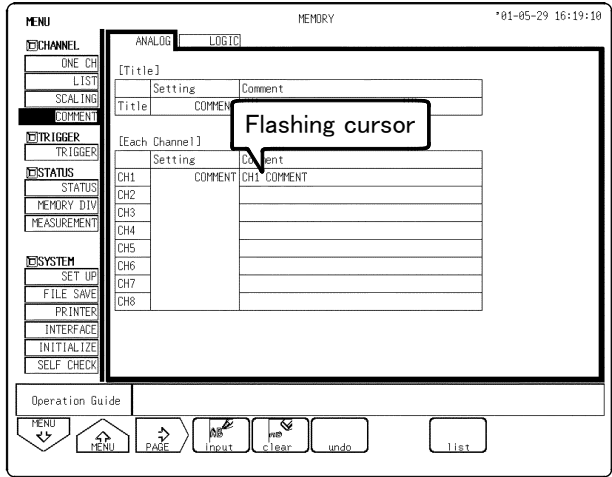 MENU MEMORY '01-05-29 16:19:10
CHANNEL
ONE CH
LIST
SCALING
COMMENT
TRIGGER
TRIGGER
STATUS
STATUS
MEMORY DIV
MEASUREMENT
SYSTEM
SET UP
FILE SAVE
PRINTER
INTERFACE
INITIALIZE
SELF CHECK
ANALOG LOGIC
[Title]
Setting Comment
Title COMMEN
Flashing cursor
[Each Channel]
Setting Comment
CH1 COMMENT CH1 COMMENT
CH2
CH3
CH4
CH5
CH6
CH7
CH8
Operation Guide
MENU MENU PAGE input clear undo list